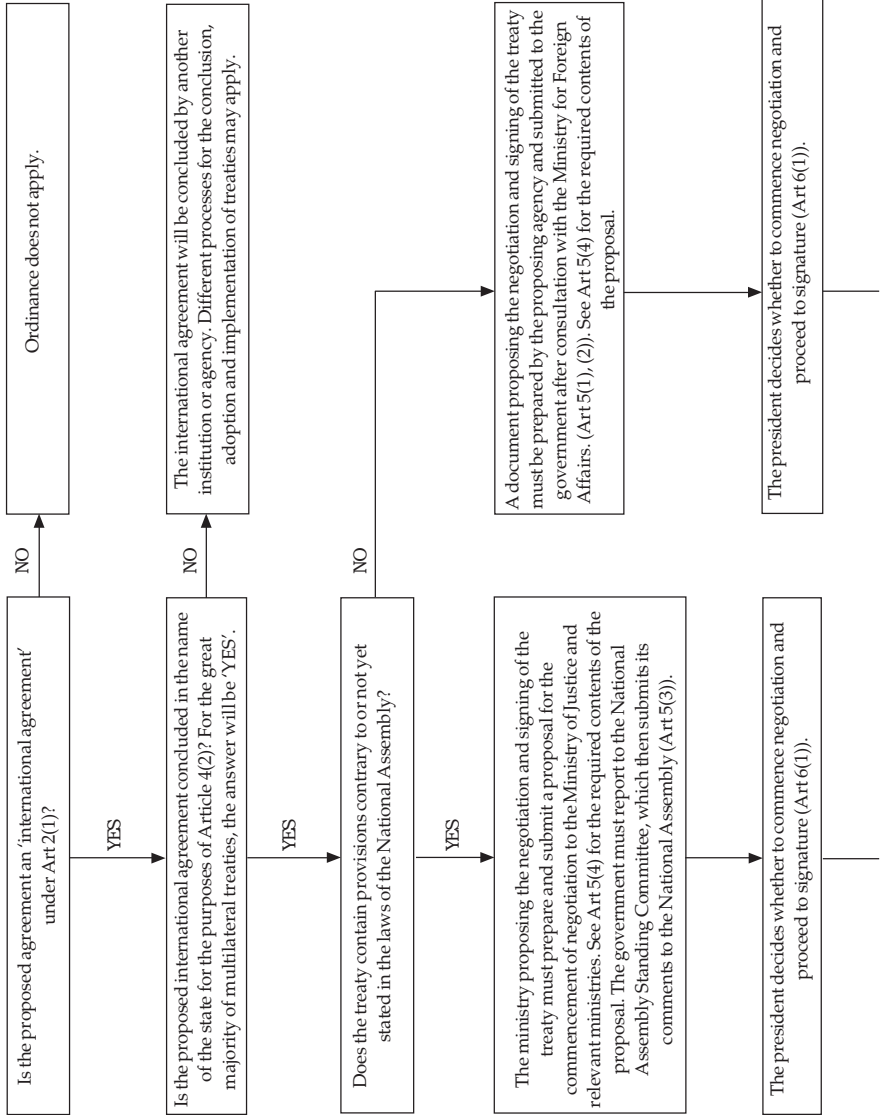 Is the proposed agreement an ‘international agreement’
under Art 2(1)?
NO
Ordinance does not apply.
YES
Is the proposed international agreement concluded in the name
of the state for the purposes of Article 4(2)? For the great
majority of multilateral treaties, the answer will be ‘YES’.
NO
The international agreement will be concluded by another
institution or agency. Different processes for the conclusion,
adoption and implementation of treaties may apply.
YES
Does the treaty contain provisions contrary to or not yet
stated in the laws of the National Assembly?
NO
YES
The ministry proposing the negotiation and signing of the
treaty must prepare and submit a proposal for the
commencement of negotiation to the Ministry of Justice and
relevant ministries. See Art 5(4) for the required contents of the
proposal. The government must report to the National
Assembly Standing Committee, which then submits its
comments to the National Assembly (Art 5(3)).
A document proposing the negotiation and signing of the treaty
must be prepared by the proposing agency and submitted to the
government after consultation with the Ministry for Foreign
Affairs. (Art 5(1), (2)). See Art 5(4) for the required contents of
the proposal.
The president decides whether to commence negotiation and
proceed to signature (Art 6(1)).
The president decides whether to commence negotiation and
proceed to signature (Art 6(1)).